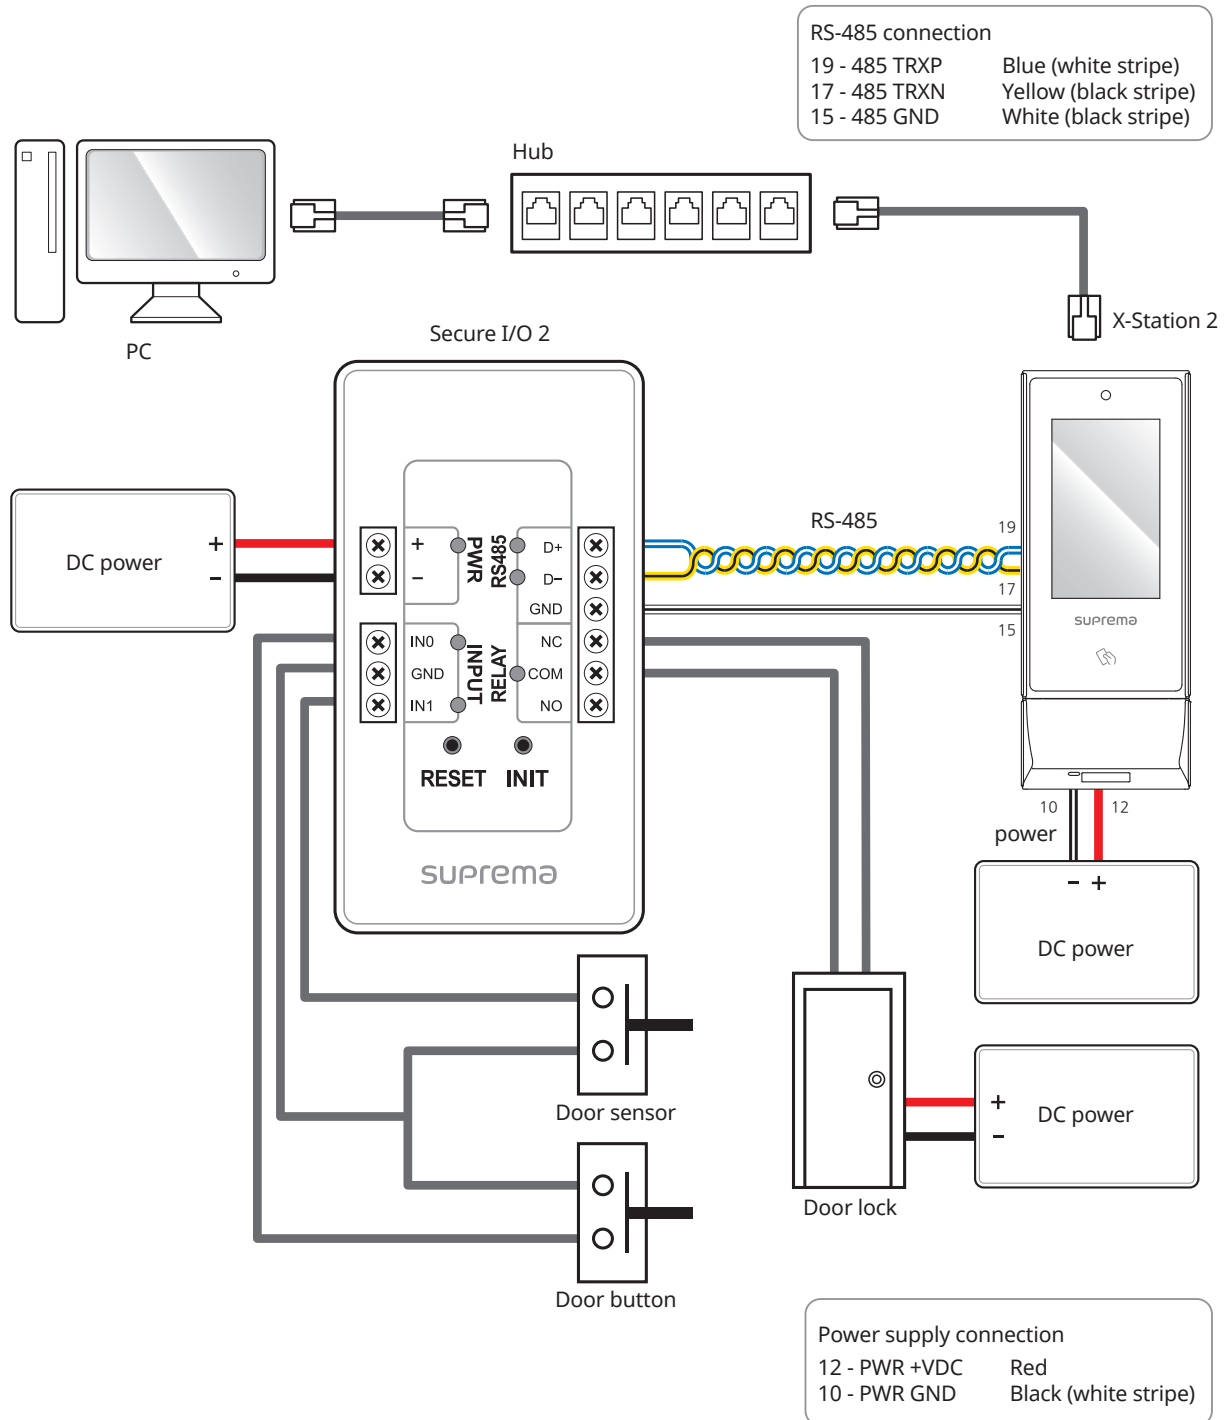 RS-485 connection
19 - 485 TRXP Blue (white stripe)
17 - 485 TRXN Yellow (black stripe)
15 - 485 GND White (black stripe)
Hub
X-Station 2
PC
Secure I/O 2
DC power
+
-
+
-
PWR
RS485
D+
D-
GND
IN0
GND
IN1
INPUT
RELAY
NC
COM
NO
RESET INIT
suprema
RS-485
19
17
15
suprema
10
12
power
- +
DC power
+
-
DC power
Door sensor
Door lock
Door button
Power supply connection
12 - PWR +VDC Red
10 - PWR GND Black (white stripe)